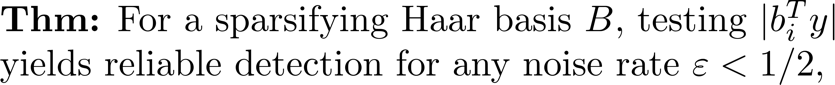 Thm: For a sparsifying Haar basis B, testing |b_i^T y|
yields reliable detection for any noise rate ε < 1/2,